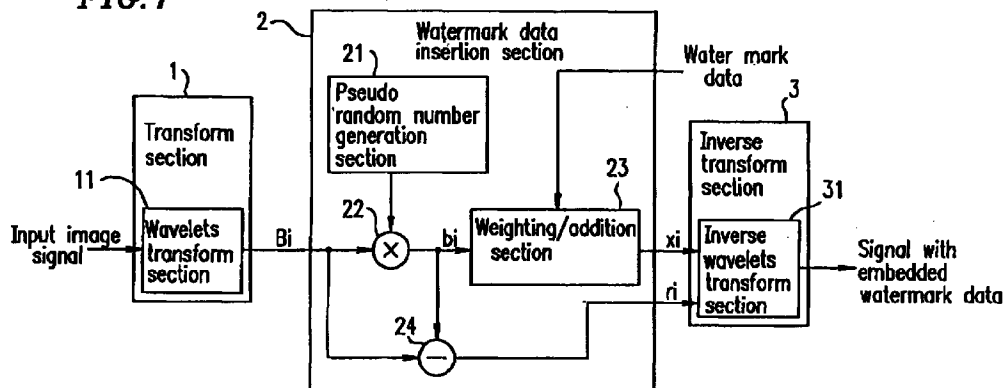 FIG. 7
2
Watermark data
insertion section
21
Pseudo
random number
generation
section
Water mark
data
1
Transform
section
3
Inverse
transform
section
11
Wavelets
transform
section
Input image
signal
Bi
22
×
bi
23
Weighting/addition
section
xi
31
Inverse
wavelets
transform
section
Signal with
embedded
watermark data
ri
24
−